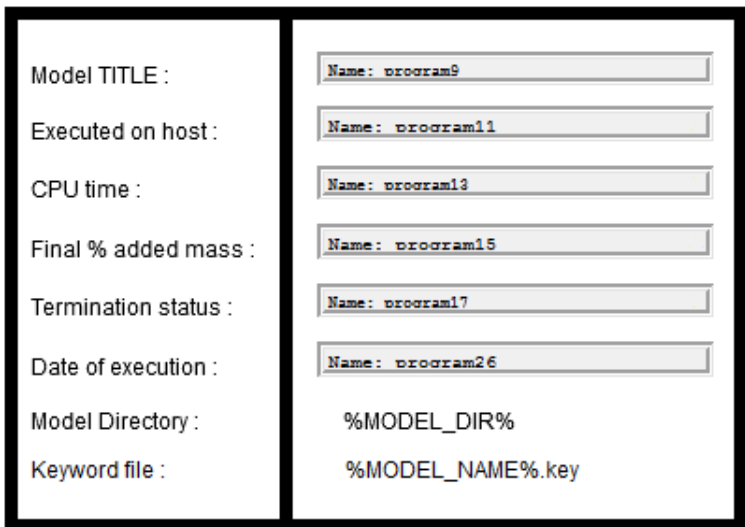 Model TITLE : Name: program9
Executed on host : Name: program11
CPU time : Name: program13
Final % added mass : Name: program15
Termination status : Name: program17
Date of execution : Name: program26
Model Directory : %MODEL_DIR%
Keyword file : %MODEL_NAME%.key